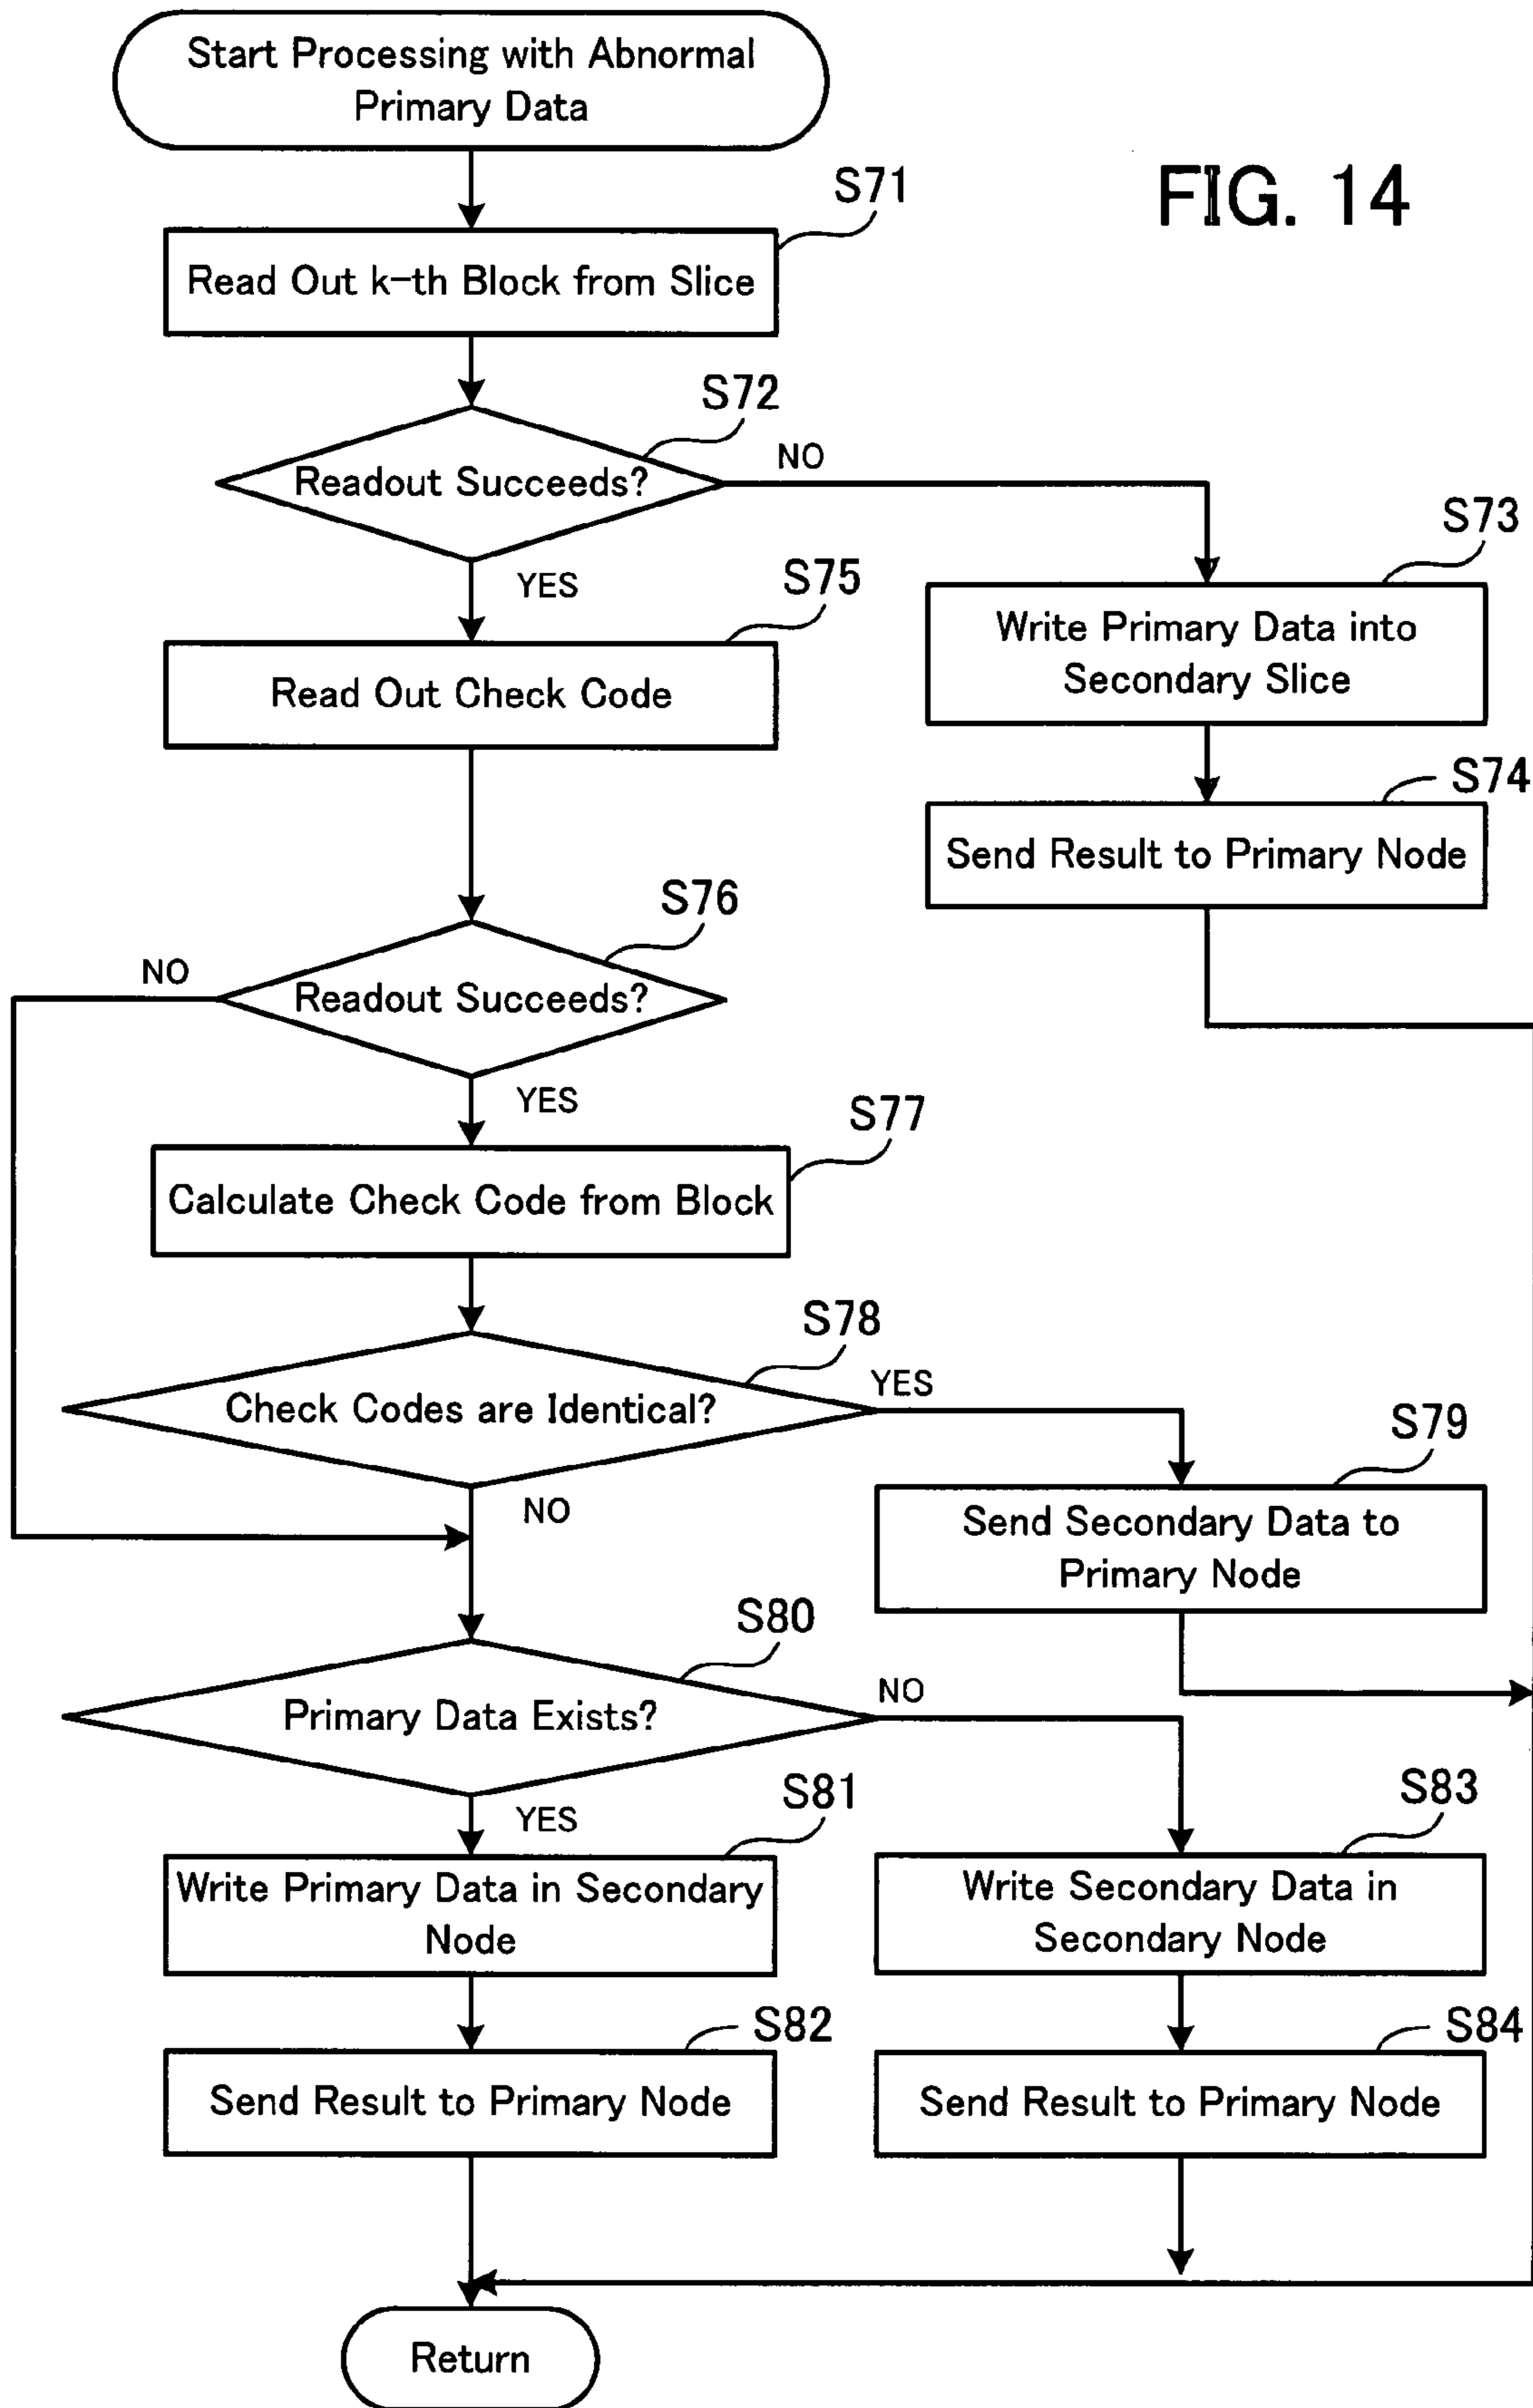 Start Processing with Abnormal
Primary Data
FIG. 14
S71
Read Out k-th Block from Slice
S72
Readout Succeeds?
NO
YES
S73
Write Primary Data into
Secondary Slice
S74
Send Result to Primary Node
S75
Read Out Check Code
S76
Readout Succeeds?
NO
YES
S77
Calculate Check Code from Block
S78
Check Codes are Identical?
YES
NO
S79
Send Secondary Data to
Primary Node
S80
Primary Data Exists?
NO
YES
S81
Write Primary Data in Secondary
Node
S82
Send Result to Primary Node
S83
Write Secondary Data in
Secondary Node
S84
Send Result to Primary Node
Return